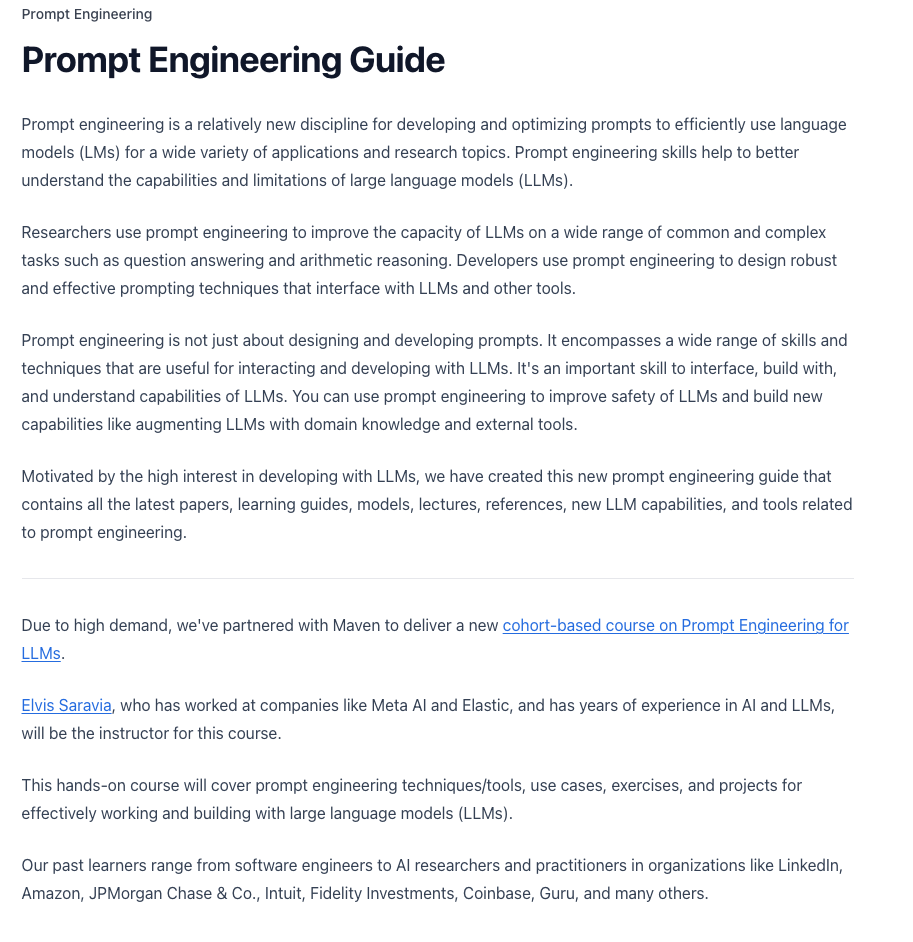 Prompt Engineering
Prompt Engineering Guide
Prompt engineering is a relatively new discipline for developing and optimizing prompts to efficiently use language
models (LMs) for a wide variety of applications and research topics. Prompt engineering skills help to better
understand the capabilities and limitations of large language models (LLMs).
Researchers use prompt engineering to improve the capacity of LLMs on a wide range of common and complex
tasks such as question answering and arithmetic reasoning. Developers use prompt engineering to design robust
and effective prompting techniques that interface with LLMs and other tools.
Prompt engineering is not just about designing and developing prompts. It encompasses a wide range of skills and
techniques that are useful for interacting and developing with LLMs. It's an important skill to interface, build with,
and understand capabilities of LLMs. You can use prompt engineering to improve safety of LLMs and build new
capabilities like augmenting LLMs with domain knowledge and external tools.
Motivated by the high interest in developing with LLMs, we have created this new prompt engineering guide that
contains all the latest papers, learning guides, models, lectures, references, new LLM capabilities, and tools related
to prompt engineering.
Due to high demand, we've partnered with Maven to deliver a new cohort-based course on Prompt Engineering for
LLMs.
Elvis Saravia, who has worked at companies like Meta AI and Elastic, and has years of experience in AI and LLMs,
will be the instructor for this course.
This hands-on course will cover prompt engineering techniques/tools, use cases, exercises, and projects for
effectively working and building with large language models (LLMs).
Our past learners range from software engineers to AI researchers and practitioners in organizations like LinkedIn,
Amazon, JPMorgan Chase & Co., Intuit, Fidelity Investments, Coinbase, Guru, and many others.